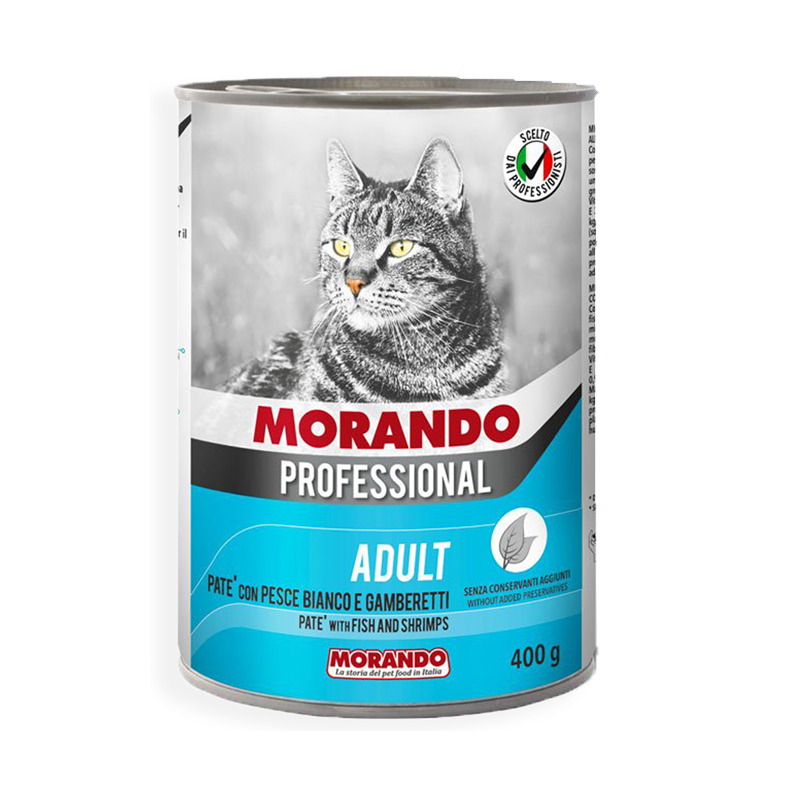 SCELTO
DAI PROFESSIONISTI
MORANDO
PROFESSIONAL
ADULT
PATE' CON PESCE BIANCO E GAMBERETTI
PATE' WITH FISH AND SHRIMPS
SENZA CONSERVANTI AGGIUNTI
WITHOUT ADDED PRESERVATIVES
MORANDO
La storia del pet food in Italia
400 g